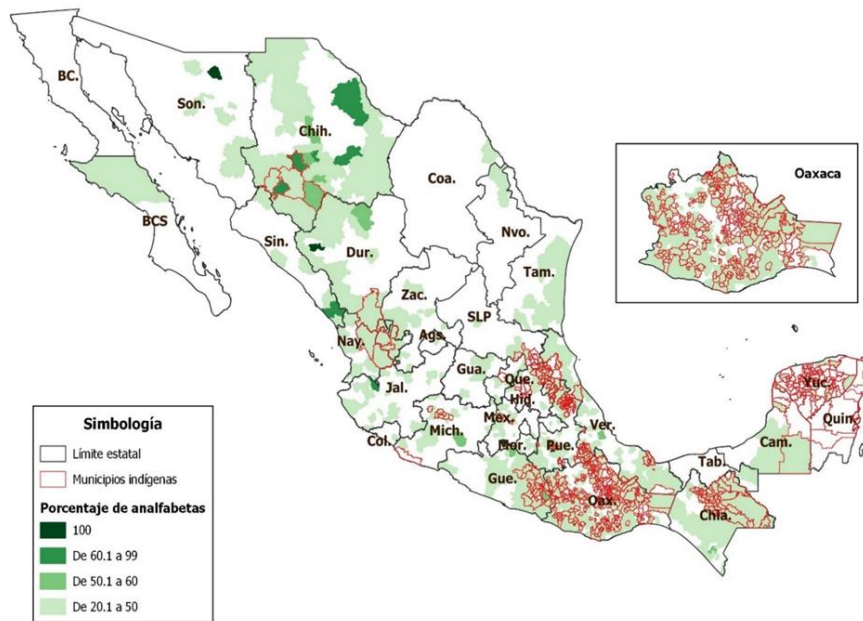 BC.
Son.
Chih.
Coa.
Oaxaca
BCS
Sin.
Dur.
Nvo.
Tam.
Zac.
SLP
Nay.
Ags.
Gua.
Que.
Yuc.
Jal.
Hid.
Quin.
Mich.
Méx.
Ver.
Cam.
Col.
Mor.
Pue.
Tab.
Gue.
Oax.
Chia.
Simbología
Límite estatal
Municipios indígenas
Porcentaje de analfabetas
100
De 60.1 a 99
De 50.1 a 60
De 20.1 a 50